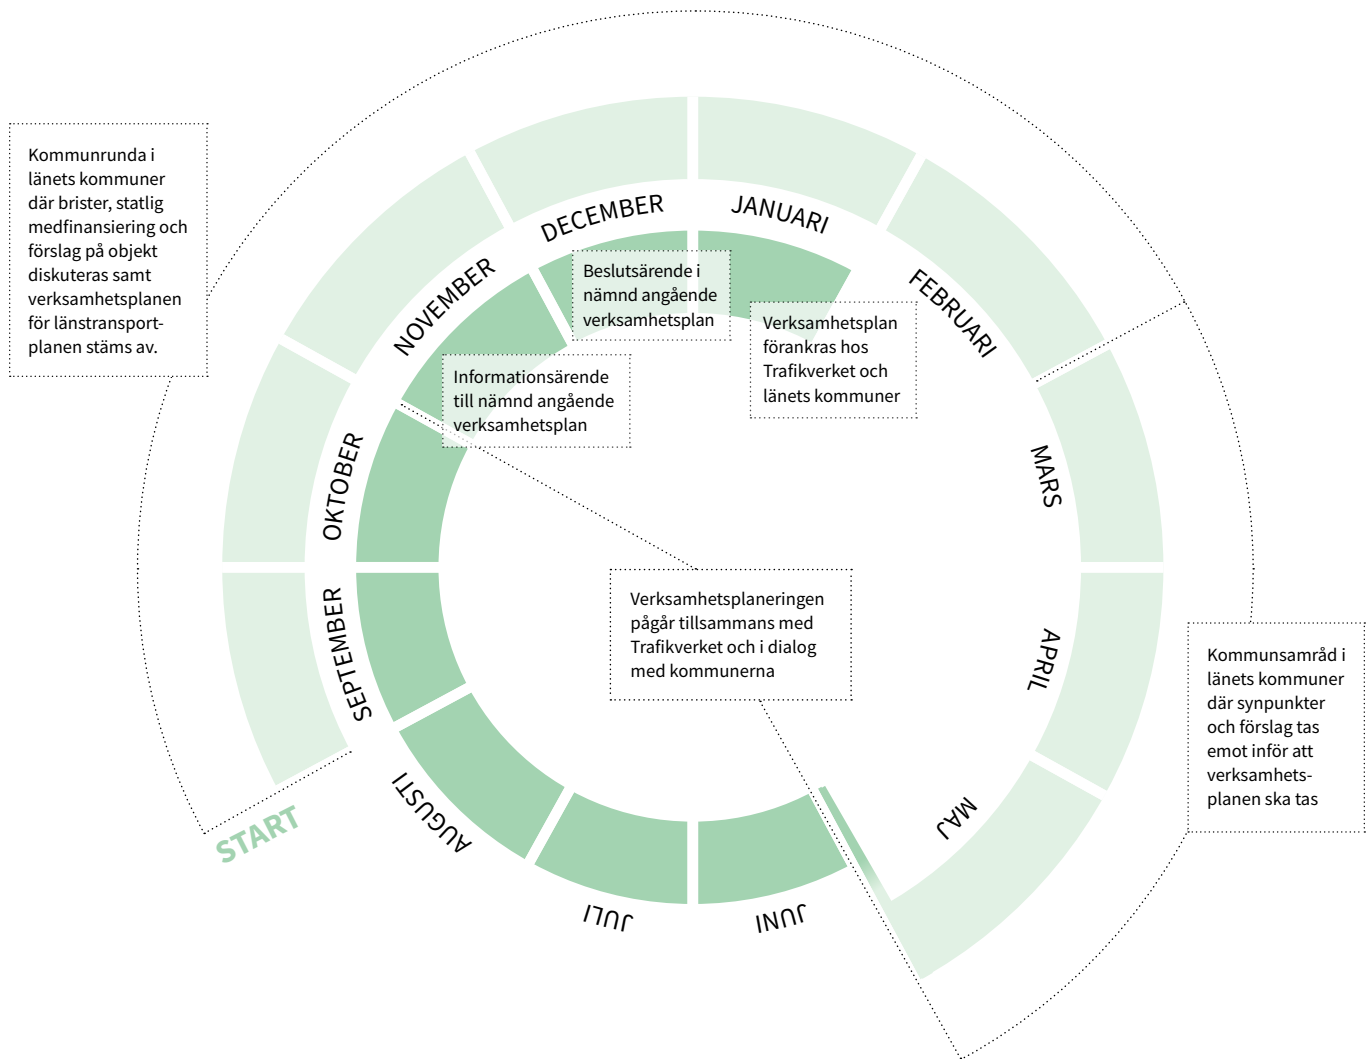 Kommunrunda i
länets kommuner
där brister, statlig
medfinansiering och
förslag på objekt
diskuteras samt
verksamhetsplanen
för länstransport-
planen stäms av.
START
SEPTEMBER
OKTOBER
NOVEMBER
DECEMBER
JANUARI
FEBRUARI
MARS
APRIL
MAJ
JUNI
JULI
AUGUSTI
Informationsärende
till nämnd angående
verksamhetsplan
Beslutsärende i
nämnd angående
verksamhetsplan
Verksamhetsplan
förankras hos
Trafikverket och
länets kommuner
Verksamhetsplaneringen
pågår tillsammans med
Trafikverket och i dialog
med kommunerna
Kommunsamråd i
länets kommuner
där synpunkter
och förslag tas
emot inför att
verksamhets-
planen ska tas